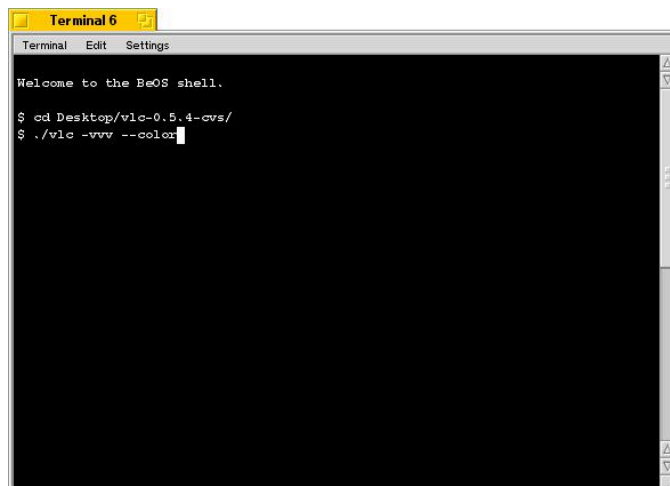 Terminal 6
Terminal Edit Settings
Welcome to the BeOS shell.
$ cd Desktop/vlc-0.5.4-cvs/
$ ./vlc -vvv --color